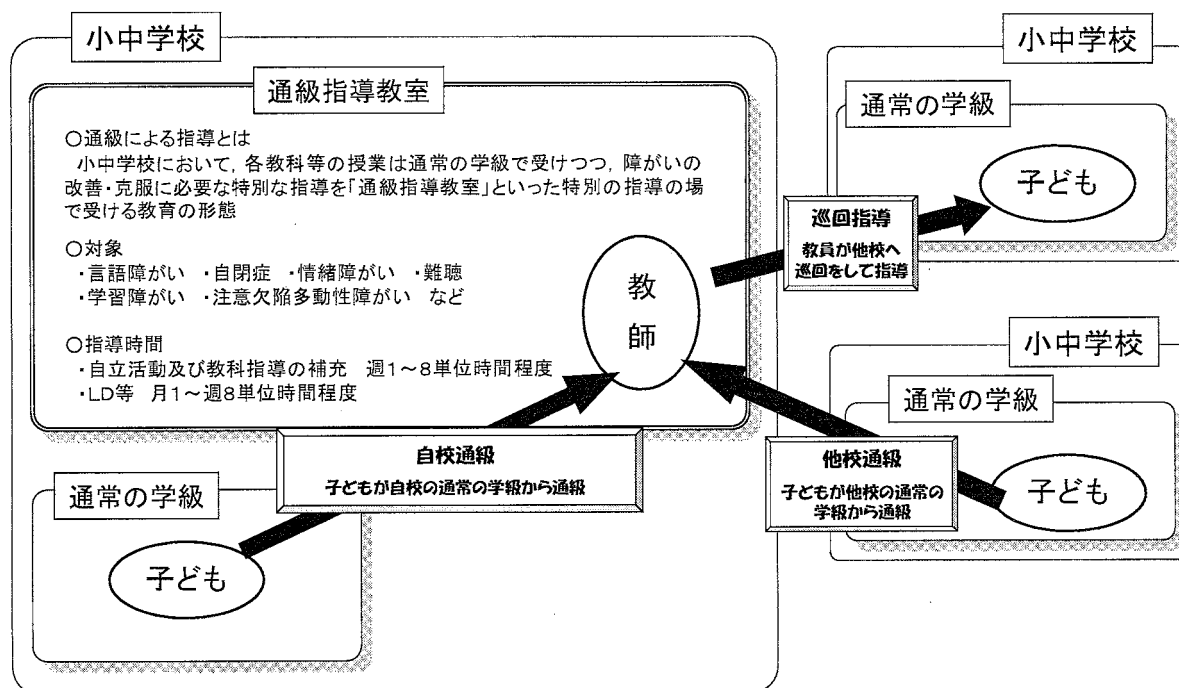 小中学校
通級指導教室
○通級による指導とは
小中学校において,各教科等の授業は通常の学級で受けつつ,障がいの
改善・克服に必要な特別な指導を「通級指導教室」といった特別の指導の場
で受ける教育の形態
○対象
・言語障がい ・自閉症 ・情緒障がい ・難聴
・学習障がい ・注意欠陥多動性障がい など
○指導時間
・自立活動及び教科指導の補充 週1~8単位時間程度
・LD等 月1~週8単位時間程度
教
師
自校通級
子どもが自校の通常の学級から通級
通常の学級
子ども
小中学校
通常の学級
子ども
巡回指導
教員が他校へ
巡回をして指導
小中学校
通常の学級
子ども
他校通級
子どもが他校の通常の
学級から通級